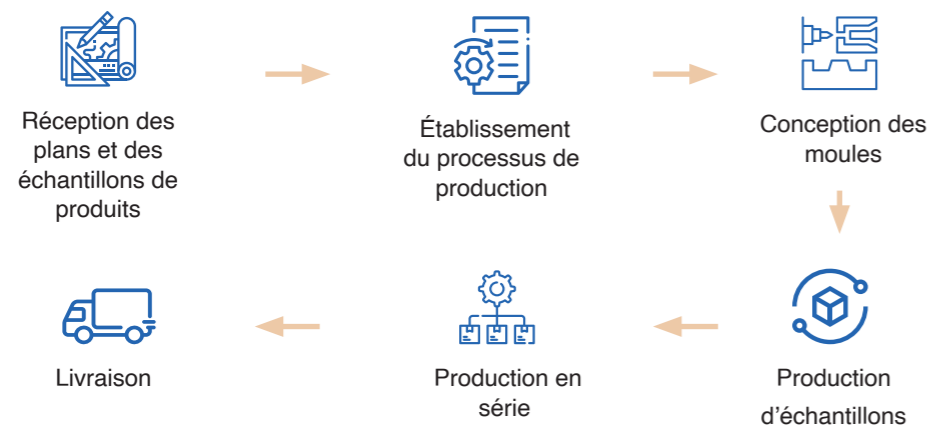 Réception des
plans et des
échantillons de
produits
Établissement
du processus de
production
Conception des
moules
Production
d’échantillons
Production en
série
Livraison